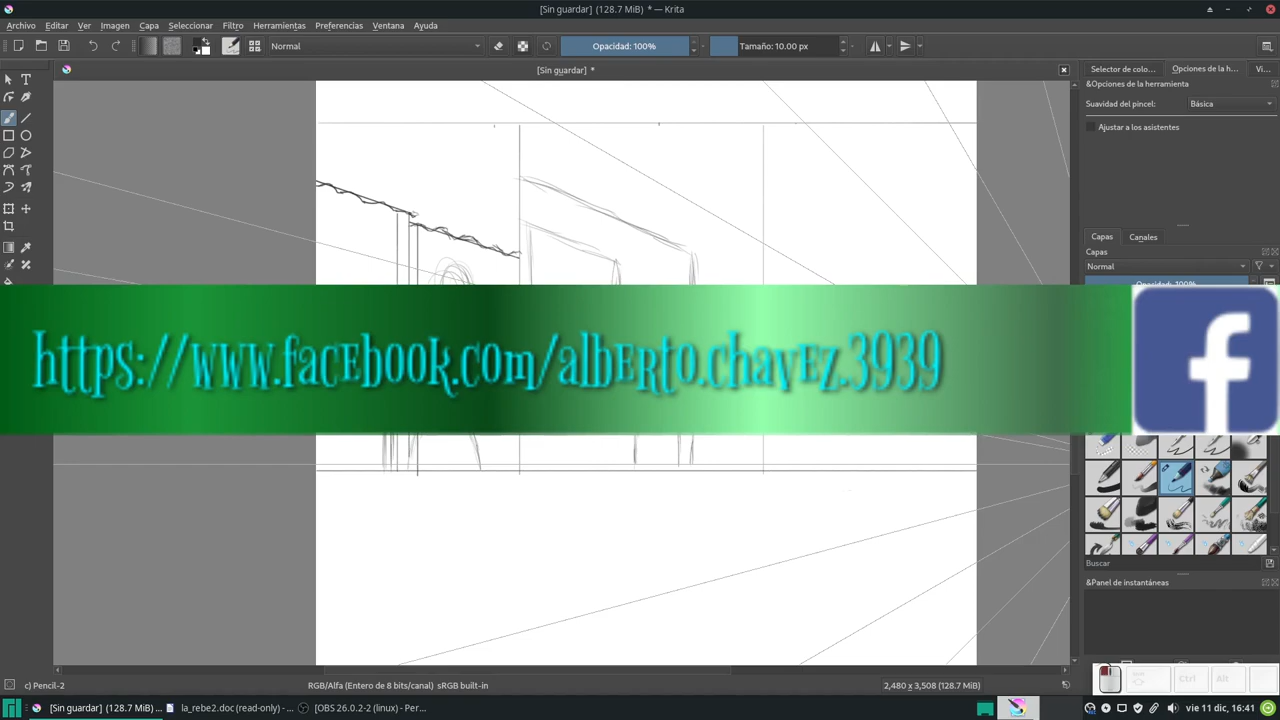 [Sin guardar] (128.7 MiB) * — Krita
Archivo Editar Ver Imagen Capa Seleccionar Filtro Herramientas Preferencias Ventana Ayuda
Normal Opacidad: 100% Tamaño: 10.00 px
[Sin guardar] *
Selector de colo... Opciones de la h... Vi...
&Opciones de la herramienta
Suavidad del pincel: Básica
Ajustar a los asistentes
Capas Canales
Capas
Normal
Opacidad: 100%
https://www.facebook.com/alberto.chavez.3939
f
Buscar
&Panel de instantáneas
Ctrl Alt
c) Pencil-2 RGB/Alfa (Entero de 8 bits/canal) sRGB built-in 2,480 x 3,508 (128.7 MiB)
[Sin guardar] (128.7 MiB) ... la_rebe2.doc (read-only) - ... [OBS 26.0.2-2 (linux) - Per... vie 11 dic, 16:41